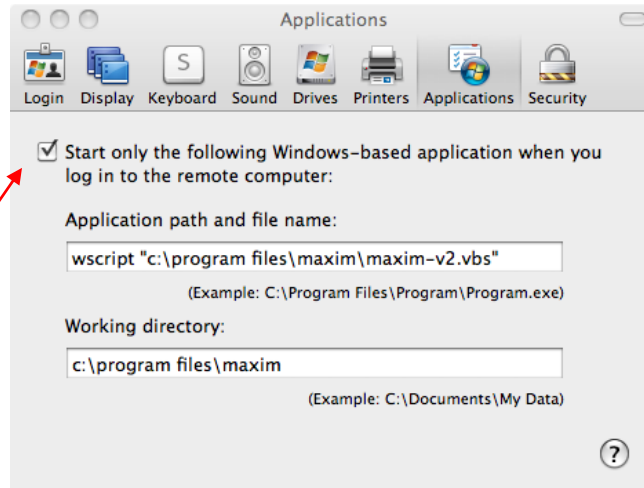 Applications
S
Login Display Keyboard Sound Drives Printers Applications Security
Start only the following Windows-based application when you
log in to the remote computer:
Application path and file name:
wscript "c:\program files\maxim\maxim-v2.vbs"
(Example: C:\Program Files\Program\Program.exe)
Working directory:
c:\program files\maxim
(Example: C:\Documents\My Data)
?